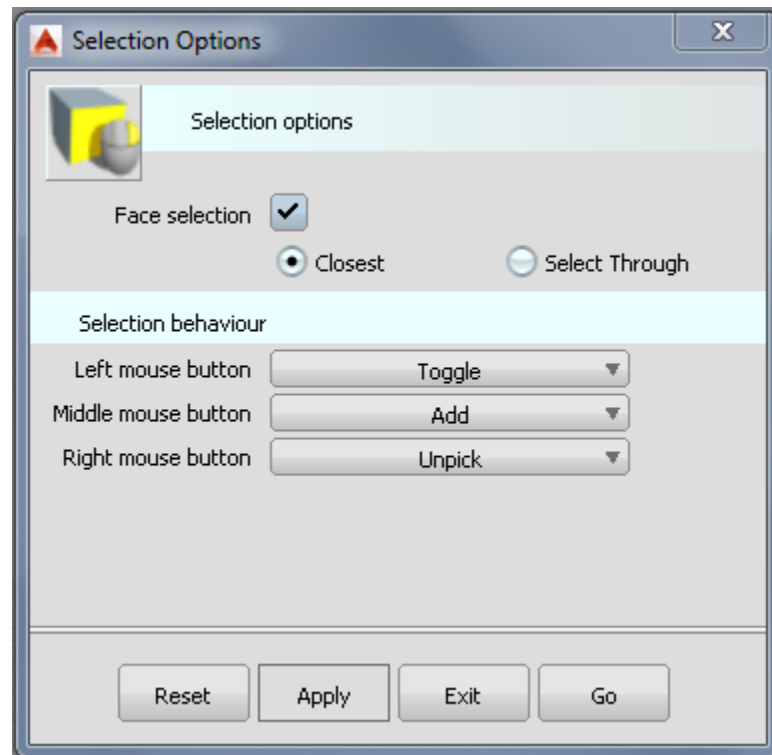 Selection Options
Selection options
Face selection
Closest Select Through
Selection behaviour
Left mouse button Toggle
Middle mouse button Add
Right mouse button Unpick
Reset Apply Exit Go